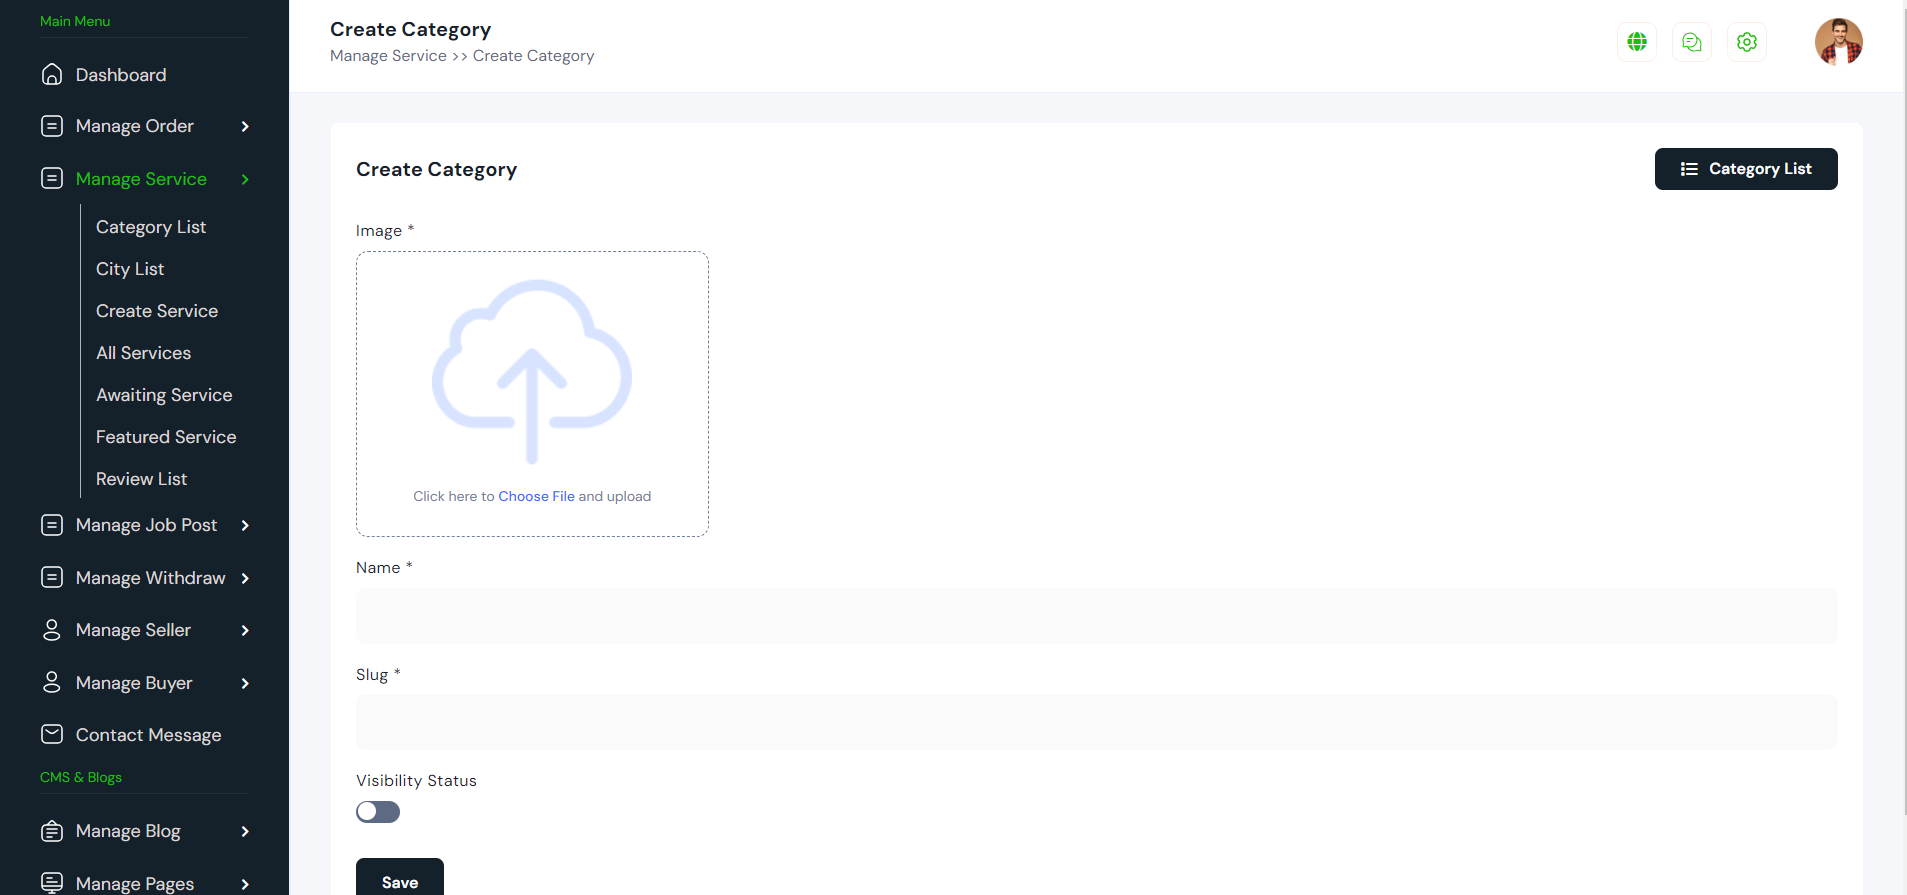 Main Menu
Dashboard
Manage Order
Manage Service
Category List
City List
Create Service
All Services
Awaiting Service
Featured Service
Review List
Manage Job Post
Manage Withdraw
Manage Seller
Manage Buyer
Contact Message
CMS & Blogs
Manage Blog
Manage Pages
Create Category
Manage Service >> Create Category
Create Category
Category List
Image *
Click here to Choose File and upload
Name *
Slug *
Visibility Status
Save